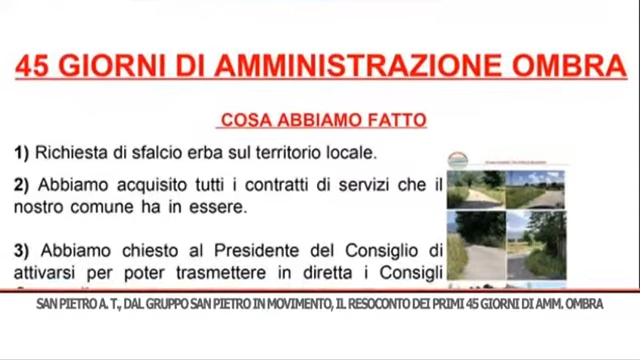 45 GIORNI DI AMMINISTRAZIONE OMBRA
COSA ABBIAMO FATTO
1) Richiesta di sfalcio erba sul territorio locale.
2) Abbiamo acquisito tutti i contratti di servizi che il
nostro comune ha in essere.
3) Abbiamo chiesto al Presidente del Consiglio di
attivarsi per poter trasmettere in diretta i Consigli
SAN PIETRO A. T., DAL GRUPPO SAN PIETRO IN MOVIMENTO, IL RESOCONTO DEI PRIMI 45 GIORNI DI AMM. OMBRA